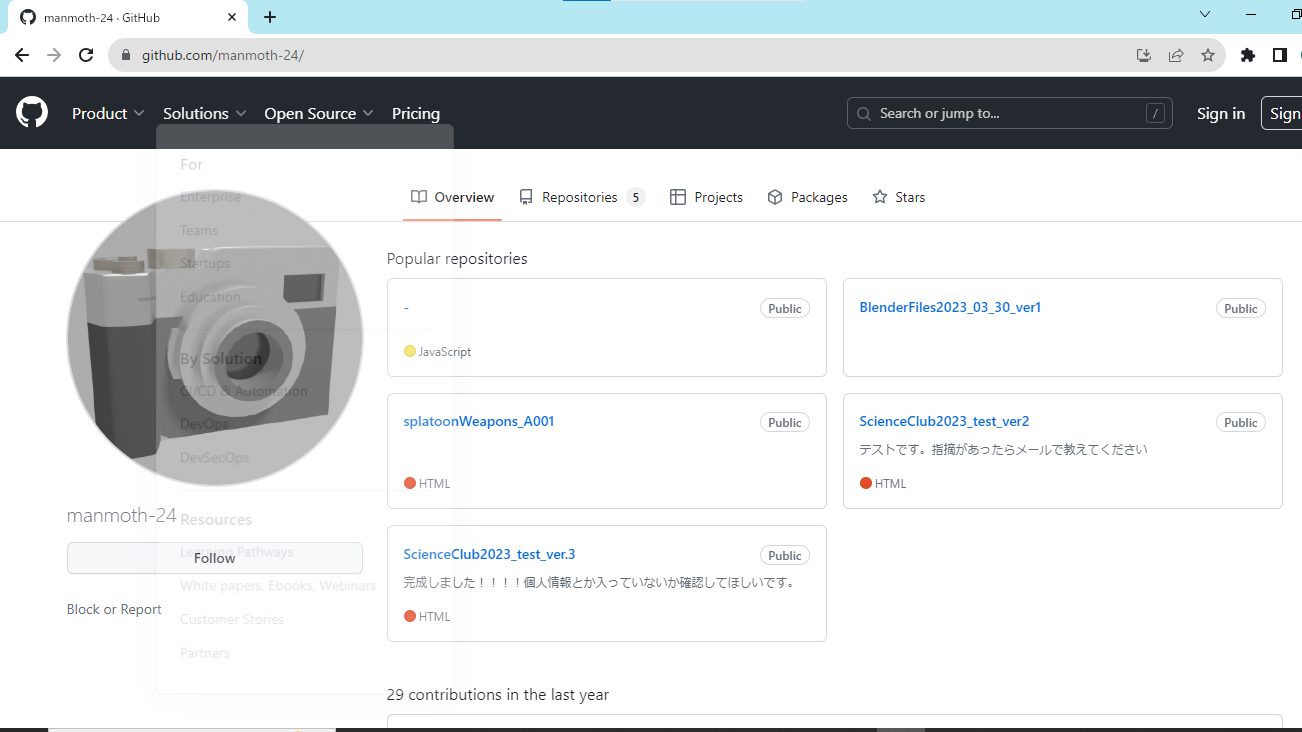 manmoth-24 · GitHub
github.com/manmoth-24/
Product
Solutions
Open Source
Pricing
Search or jump to...
/
Sign in
Sign
For
Enterprise
Teams
Startups
Education
By Solution
CI/CD & Automation
DevOps
DevSecOps
Resources
Learning Pathways
White papers, Ebooks, Webinars
Customer Stories
Partners
Overview
Repositories 5
Projects
Packages
Stars
manmoth-24
Follow
Block or Report
Popular repositories
-
Public
JavaScript
BlenderFiles2023_03_30_ver1
Public
splatoonWeapons_A001
Public
HTML
ScienceClub2023_test_ver2
Public
テストです。指摘があったらメールで教えてください
HTML
ScienceClub2023_test_ver.3
Public
完成しました！！！！個人情報とか入っていないか確認してほしいです。
HTML
29 contributions in the last year